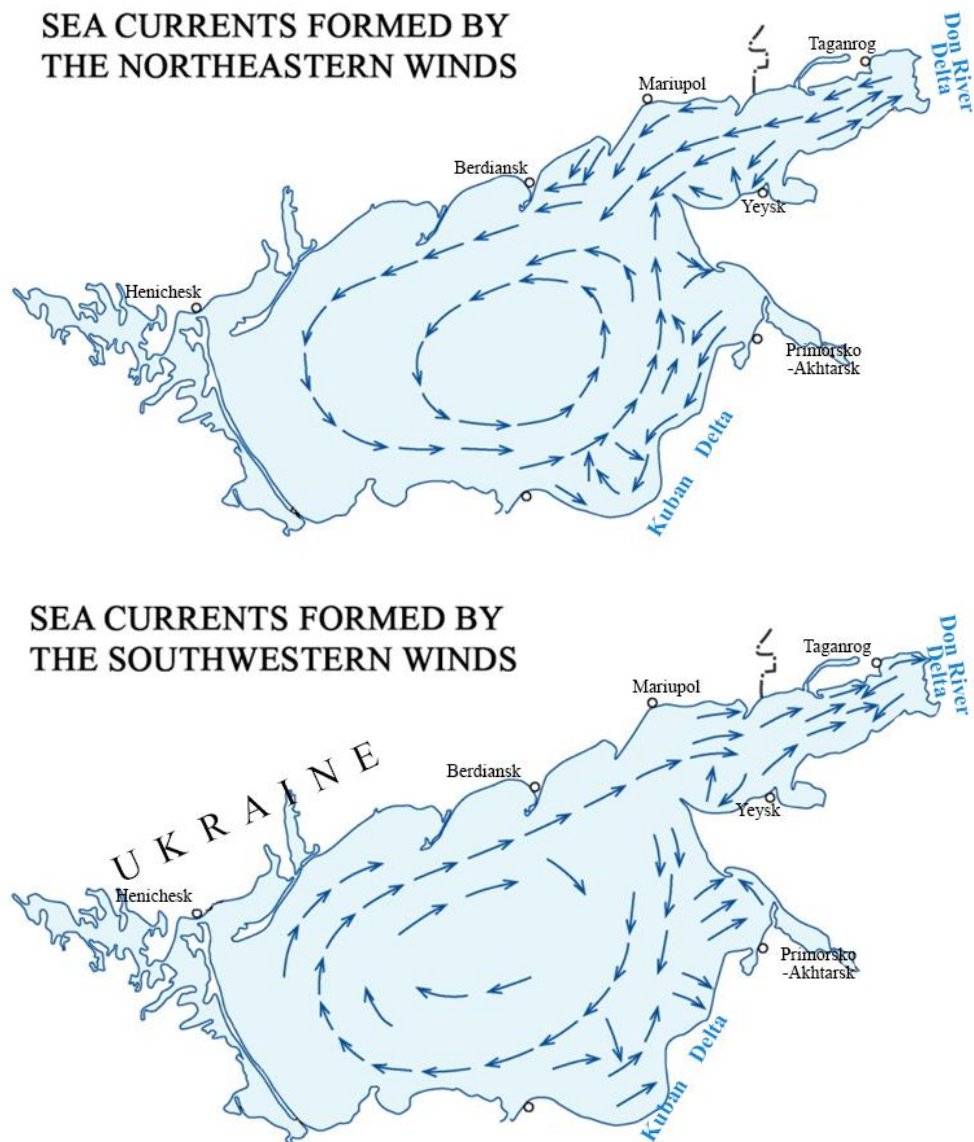 SEA CURRENTS FORMED BY
THE NORTHEASTERN WINDS
Taganrog
Don River
Delta
Mariupol
Berdiansk
Yeysk
Henichesk
Primorsko
-Akhtarsk
Kuban Delta
SEA CURRENTS FORMED BY
THE SOUTHWESTERN WINDS
Taganrog
Don River
Delta
Mariupol
UKRAINE
Berdiansk
Yeysk
Henichesk
Primorsko
-Akhtarsk
Kuban Delta